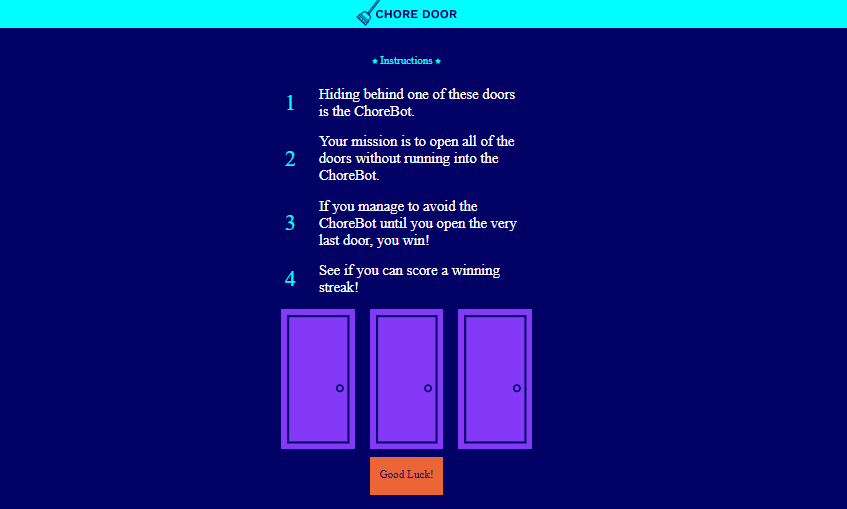 CHORE DOOR
★ Instructions ★
1
Hiding behind one of these doors
is the ChoreBot.
2
Your mission is to open all of the
doors without running into the
ChoreBot.
3
If you manage to avoid the
ChoreBot until you open the very
last door, you win!
4
See if you can score a winning
streak!
Good Luck!